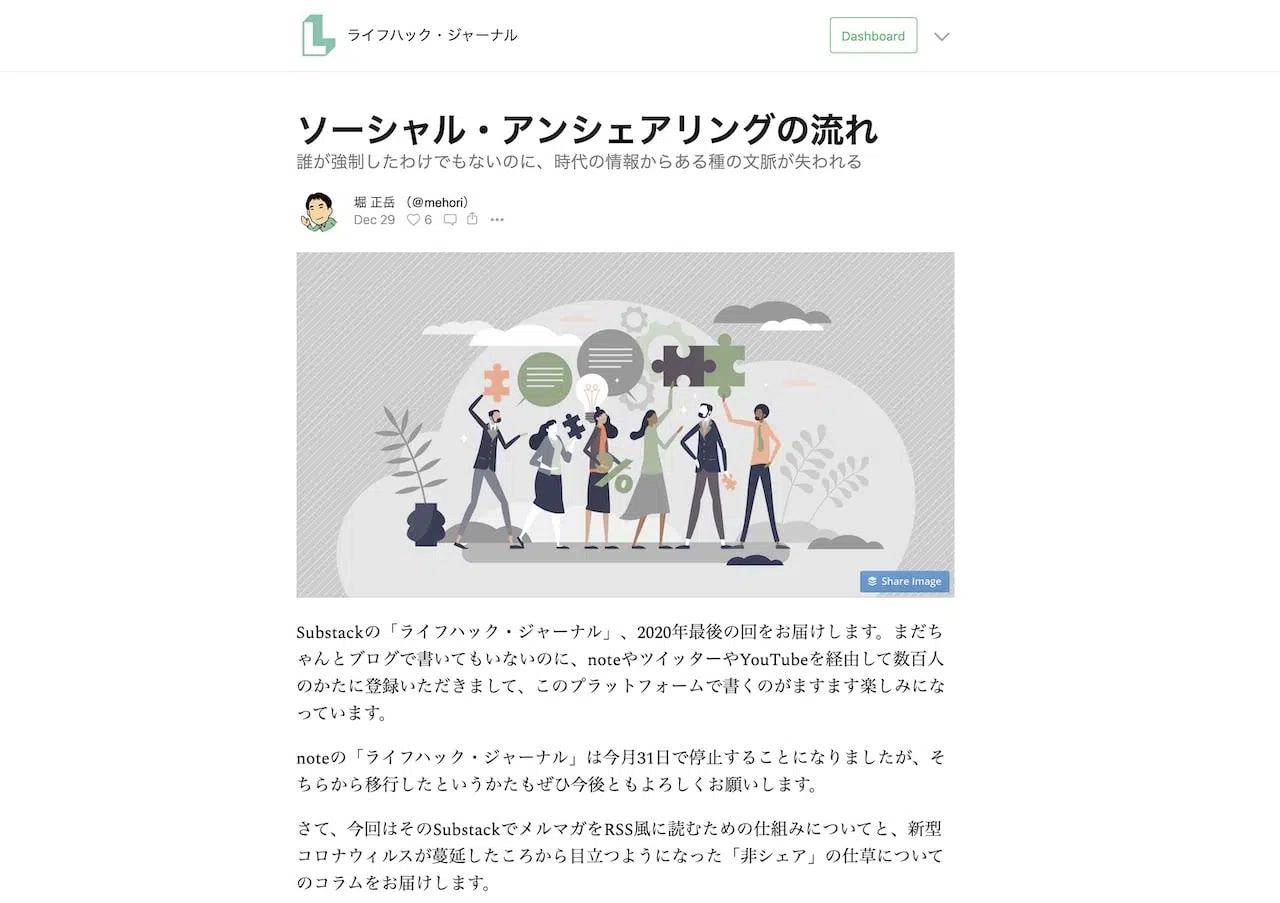 ライフハック・ジャーナル
Dashboard
ソーシャル・アンシェアリングの流れ
誰が強制したわけでもないのに、時代の情報からある種の文脈が失われる
堀 正岳 （@mehori）
Dec 29 6
Share Image
Substackの「ライフハック・ジャーナル」、2020年最後の回をお届けします。まだち
ゃんとブログで書いてもいないのに、noteやツイッターやYouTubeを経由して数百人
のかたに登録いただきまして、このプラットフォームで書くのがますます楽しみにな
っています。
noteの「ライフハック・ジャーナル」は今月31日で停止することになりましたが、そ
ちらから移行したというかたもぜひ今後ともよろしくお願いします。
さて、今回はそのSubstackでメルマガをRSS風に読むための仕組みについてと、新型
コロナウィルスが蔓延したころから目立つようになった「非シェア」の仕草について
のコラムをお届けします。